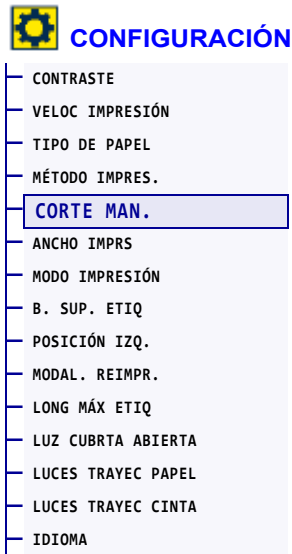 CONFIGURACIÓN
CONTRASTE
VELOC IMPRESIÓN
TIPO DE PAPEL
MÉTODO IMPRES.
CORTE MAN.
ANCHO IMPRS
MODO IMPRESIÓN
B. SUP. ETIQ
POSICIÓN IZQ.
MODAL. REIMPR.
LONG MÁX ETIQ
LUZ CUBRTA ABIERTA
LUCES TRAYEC PAPEL
LUCES TRAYEC CINTA
IDIOMA